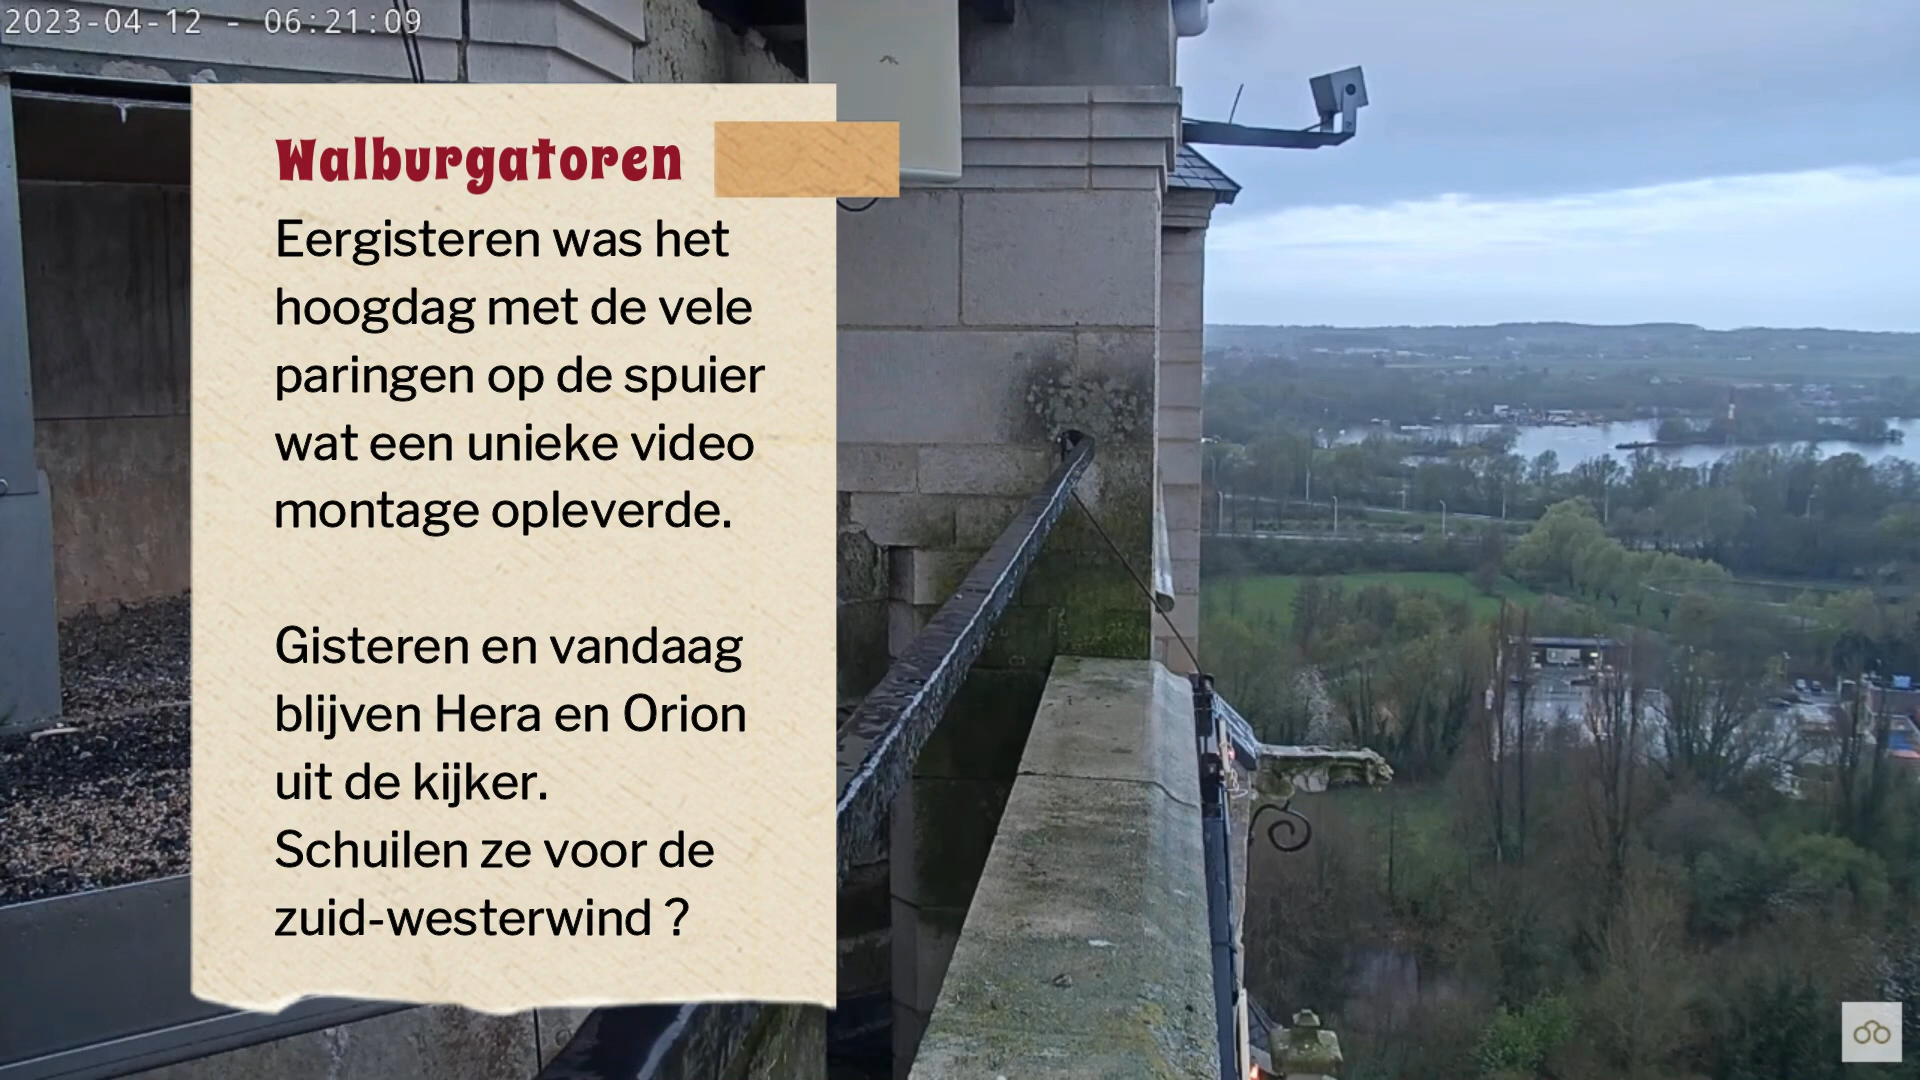 2023-04-12 - 06:21:09
Walburgatoren
Eergisteren was het
hoogdag met de vele
paringen op de spuier
wat een unieke video
montage opleverde.
Gisteren en vandaag
blijven Hera en Orion
uit de kijker.
Schuilen ze voor de
zuid-westerwind ?